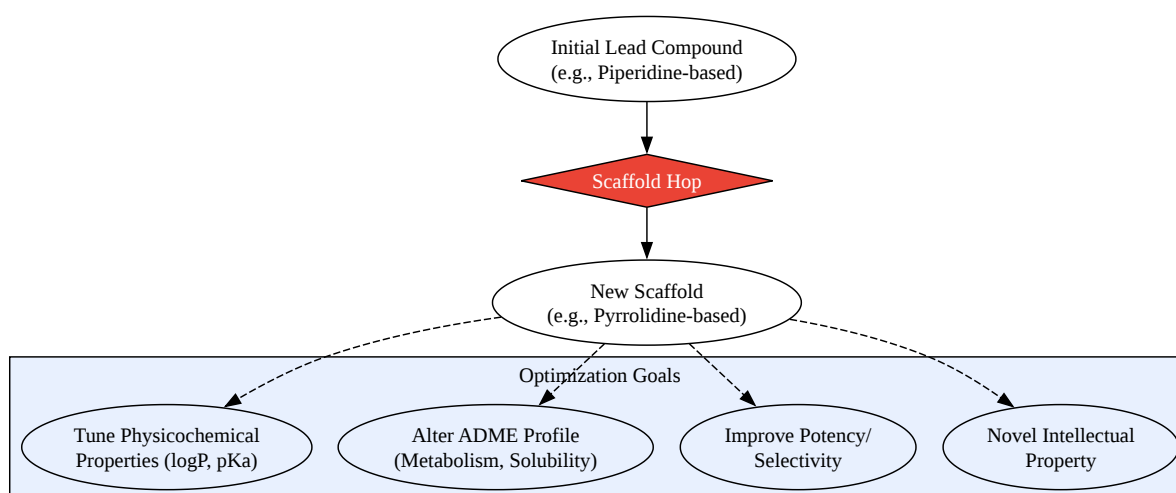 Initial Lead Compound
(e.g., Piperidine-based)
Scaffold Hop
New Scaffold
(e.g., Pyrrolidine-based)
Optimization Goals
Tune Physicochemical
Properties (logP, pKa)
Alter ADME Profile
(Metabolism, Solubility)
Improve Potency/
Selectivity
Novel Intellectual
Property